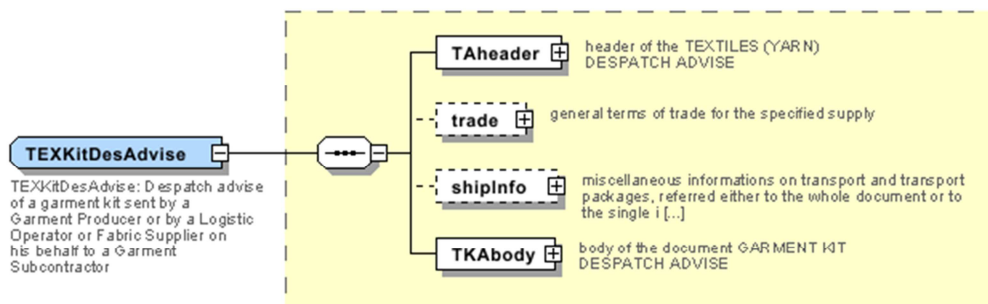 TAheader
header of the TEXTILES (YARN)
DESPATCH ADVISE
trade
general terms of trade for the specified supply
TEXKitDesAdvise
TEXKitDesAdvise: Despatch advise
of a garment kit sent by a
Garment Producer or by a Logistic
Operator or Fabric Supplier on
his behalf to a Garment
Subcontractor
shipInfo
miscellaneous informations on transport and transport
packages, referred either to the whole document or to
the single i [...]
TKAbody
body of the document GARMENT KIT
DESPATCH ADVISE